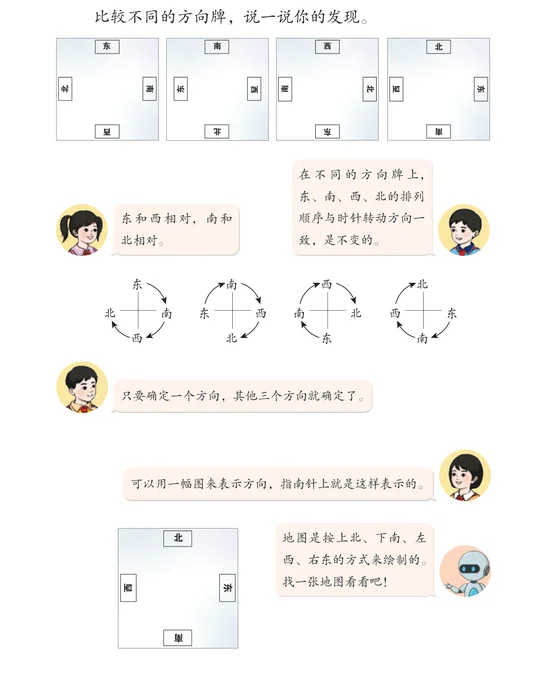 比较不同的方向牌，说一说你的发现。
东
北
南
西
南
东
西
北
西
南
北
东
北
西
东
南
东和西相对，南和
北相对。
在不同的方向牌上，
东、南、西、北的排列
顺序与时针转动方向一
致，是不变的。
东
北
南
西
南
东
西
北
西
南
北
东
北
西
东
南
只要确定一个方向，其他三个方向就确定了。
可以用一幅图来表示方向，指南针上就是这样表示的。
北
西
东
南
地图是按上北、下南、左
西、右东的方式来绘制的。
找一张地图看看吧！